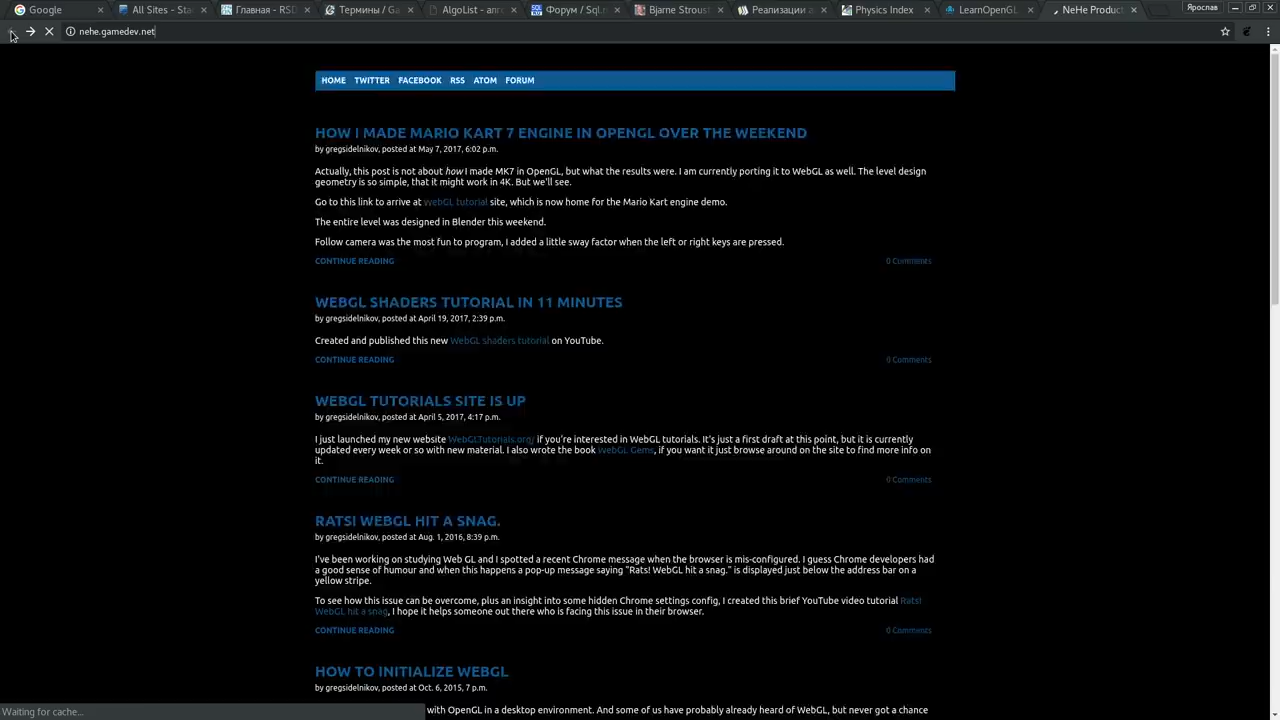 Google
All Sites - Sta
Главная - RSD
Термины / Ga
AlgoList - алго
Форум / Sql.r
Bjarne Stroust
Реализации а
Physics Index
LearnOpenGL
NeHe Product
Ярослав
nehe.gamedev.net
HOME TWITTER FACEBOOK RSS ATOM FORUM
HOW I MADE MARIO KART 7 ENGINE IN OPENGL OVER THE WEEKEND
by gregsidelnikov, posted at May 7, 2017, 6:02 p.m.
Actually, this post is not about how I made MK7 in OpenGL, but what the results were. I am currently porting it to WebGL as well. The level design
geometry is so simple, that it might work in 4K. But we'll see.
Go to this link to arrive at webGL tutorial site, which is now home for the Mario Kart engine demo.
The entire level was designed in Blender this weekend.
Follow camera was the most fun to program, I added a little sway factor when the left or right keys are pressed.
CONTINUE READING 0 Comments
WEBGL SHADERS TUTORIAL IN 11 MINUTES
by gregsidelnikov, posted at April 19, 2017, 2:39 p.m.
Created and published this new WebGL shaders tutorial on YouTube.
CONTINUE READING 0 Comments
WEBGL TUTORIALS SITE IS UP
by gregsidelnikov, posted at April 5, 2017, 4:17 p.m.
I just launched my new website WebGLTutorials.org/ if you're interested in WebGL tutorials. It's just a first draft at this point, but it is currently
updated every week or so with new material. I also wrote the book WebGL Gems, if you want it just browse around on the site to find more info on
it.
CONTINUE READING 0 Comments
RATS! WEBGL HIT A SNAG.
by gregsidelnikov, posted at Aug. 1, 2016, 8:39 p.m.
I've been working on studying Web GL and I spotted a recent Chrome message when the browser is mis-configured. I guess Chrome developers had
a good sense of humour and when this happens a pop-up message saying "Rats! WebGL hit a snag." is displayed just below the address bar on a
yellow stripe.
To see how this issue can be overcome, plus an insight into some hidden Chrome settings config, I created this brief YouTube video tutorial Rats!
WebGL hit a snag, I hope it helps someone out there who is facing this issue in their browser.
CONTINUE READING 0 Comments
HOW TO INITIALIZE WEBGL
by gregsidelnikov, posted at Oct. 6, 2015, 7 p.m.
with OpenGL in a desktop environment. And some of us have probably already heard of WebGL, but never got a chance
Waiting for cache...